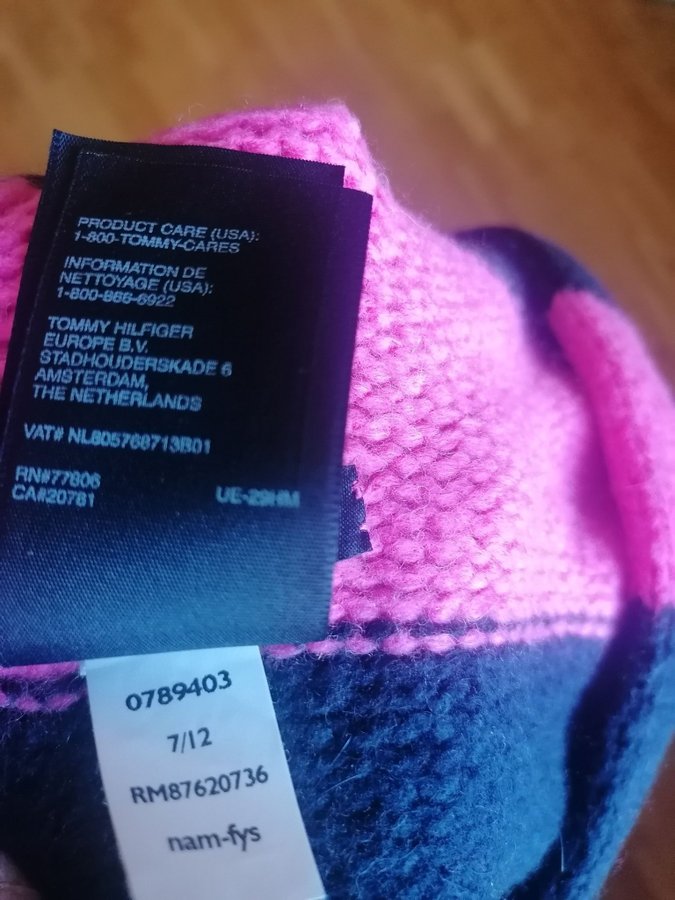 PRODUCT CARE (USA):
1-800-TOMMY-CARES
INFORMATION DE
NETTOYAGE (USA):
1-800-866-6922
TOMMY HILFIGER
EUROPE B.V.
STADHOUDERSKADE 6
AMSTERDAM,
THE NETHERLANDS
VAT# NL805768713B01
RN#77806
CA#20781 UE-29HM
0789403
7/12
RM87620736
nam-fys